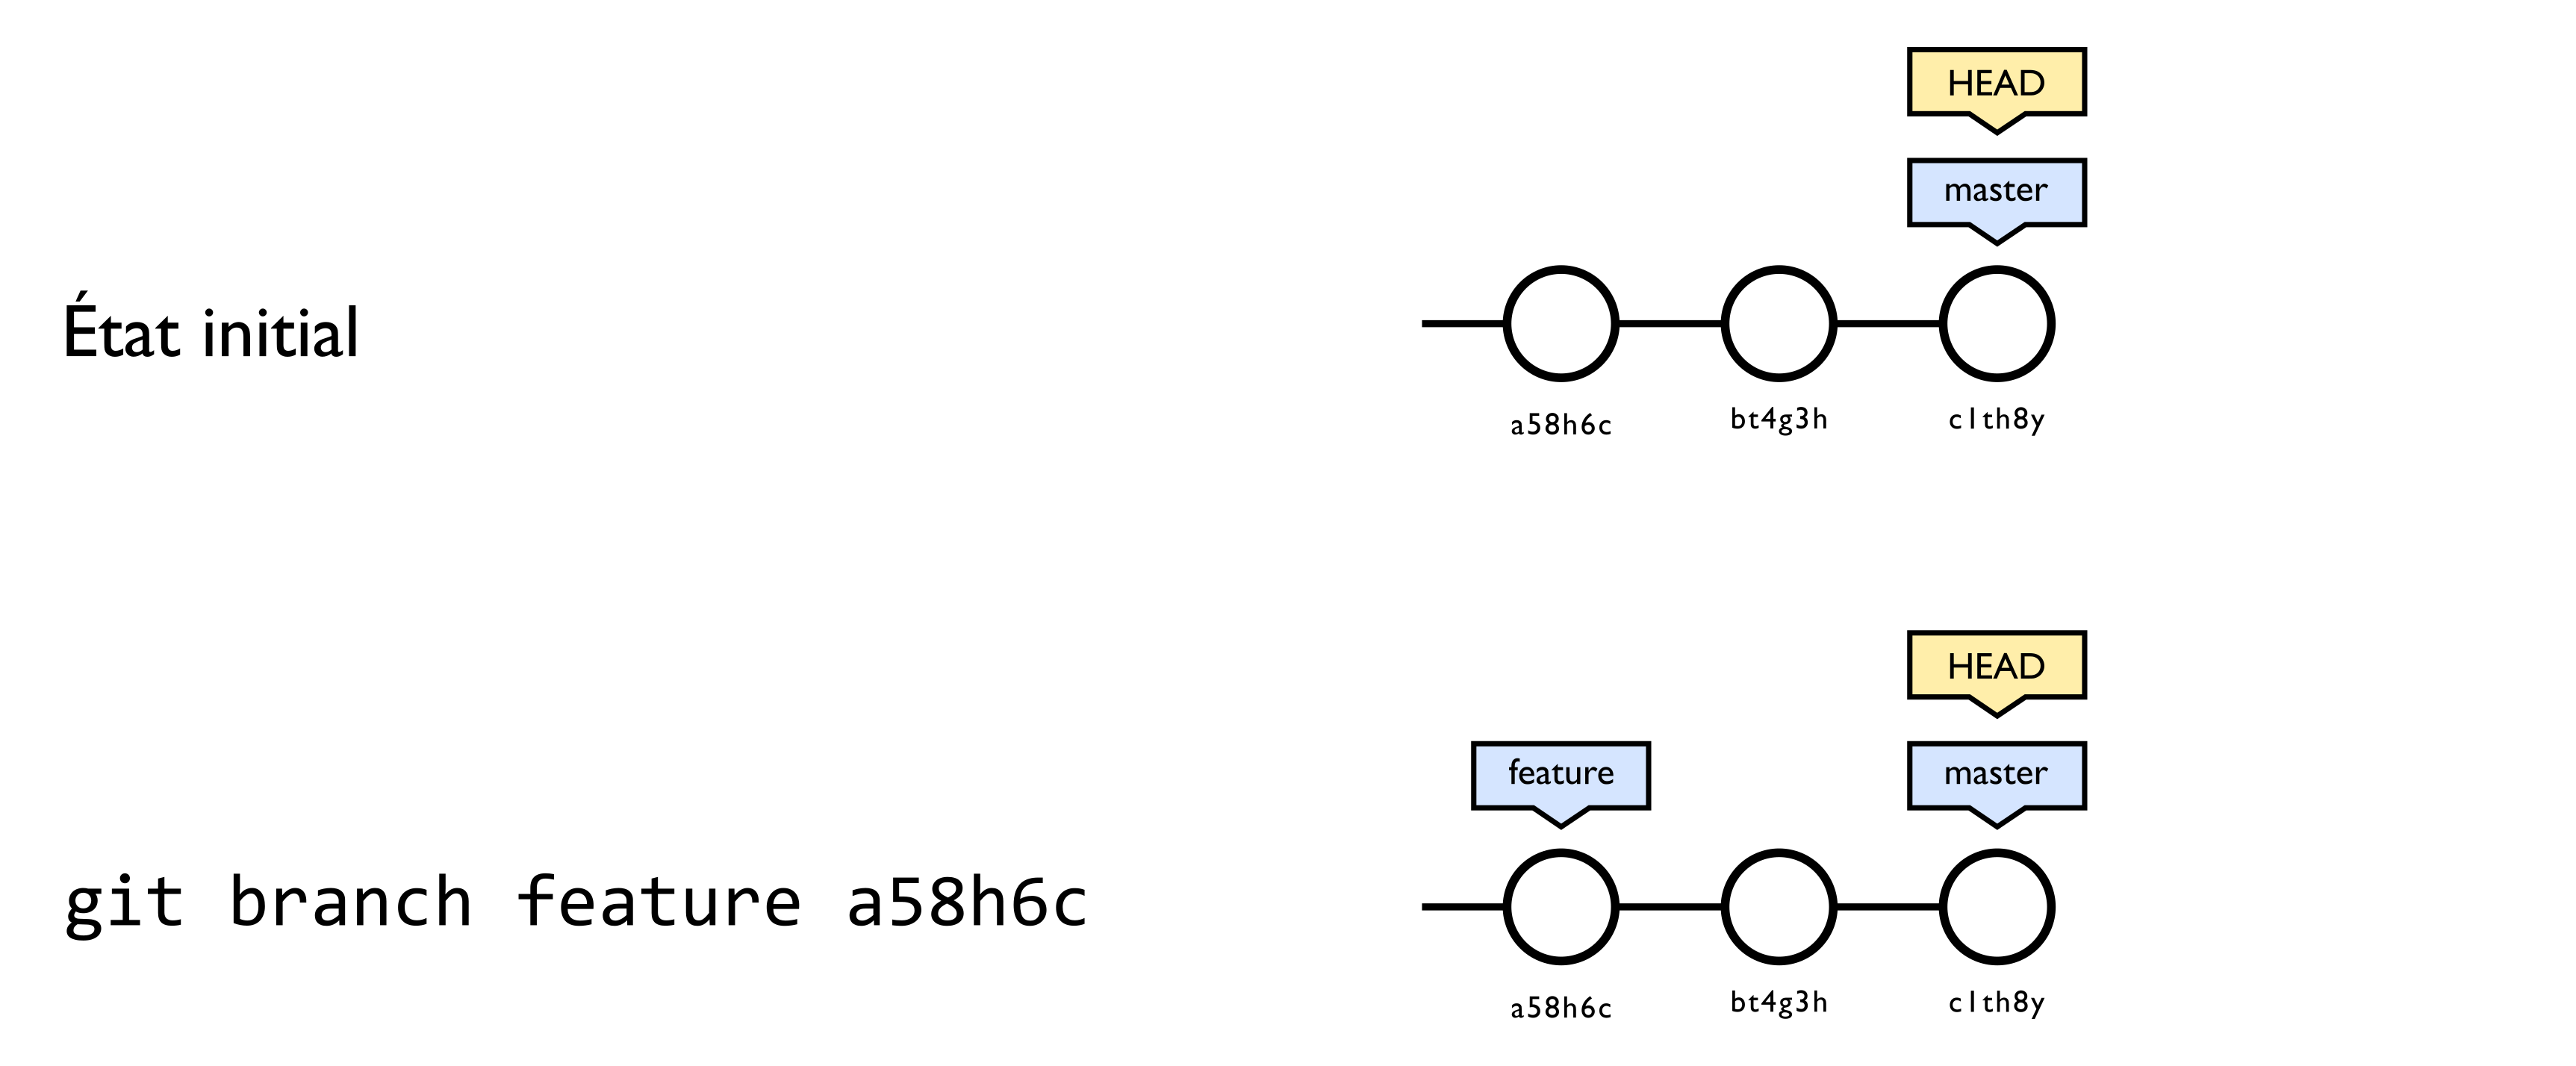 HEAD
master
État initial
a58h6c
bt4g3h
c1th8y
HEAD
feature
master
git branch feature a58h6c
a58h6c
bt4g3h
c1th8y